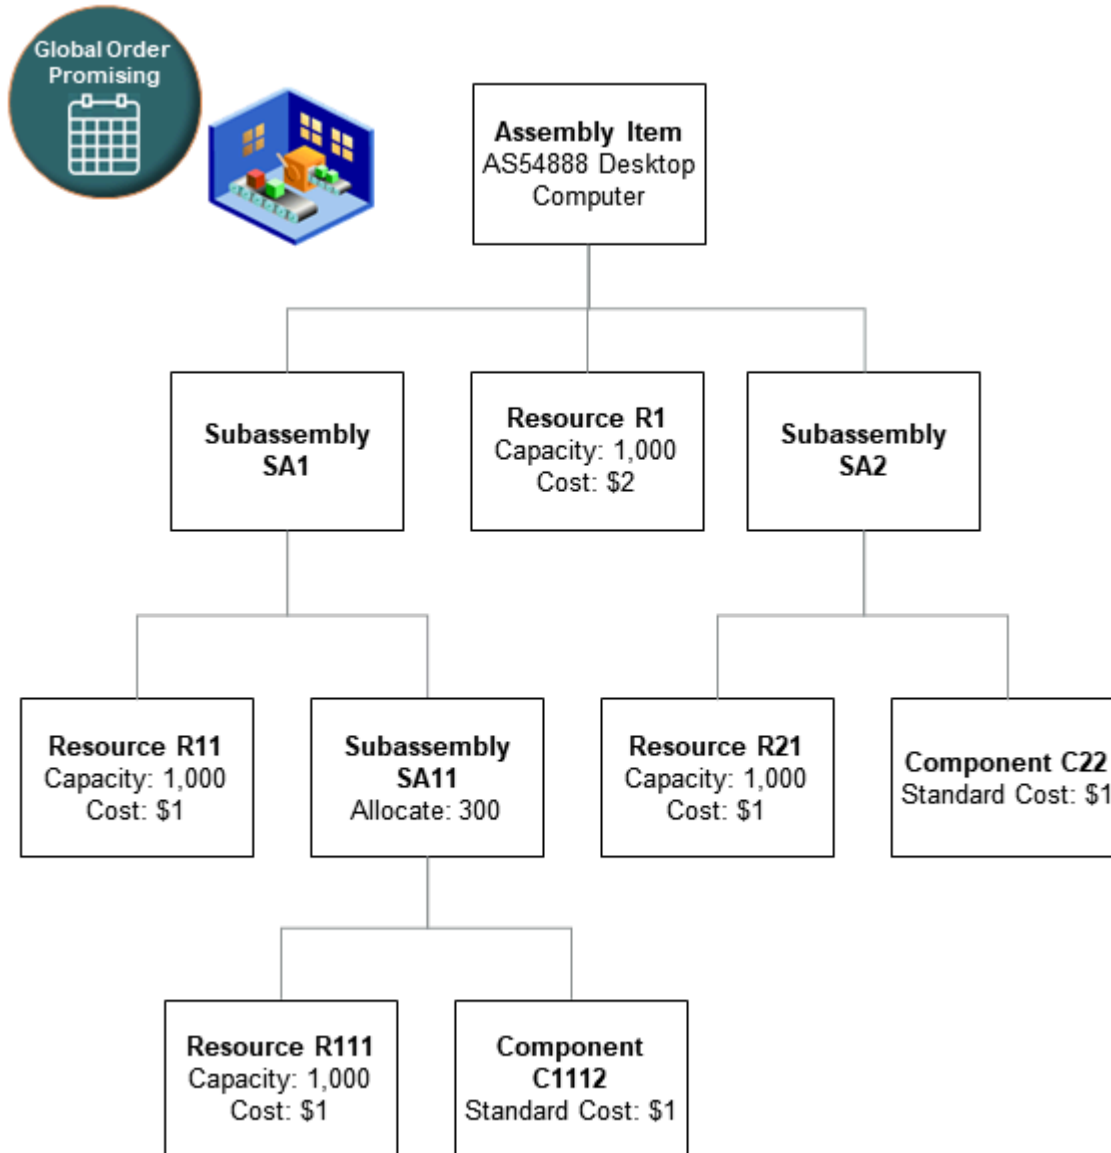 Global Order
Promising
Assembly Item
AS54888 Desktop
Computer
Subassembly
SA1
Resource R1
Capacity: 1,000
Cost: $2
Subassembly
SA2
Resource R11
Capacity: 1,000
Cost: $1
Subassembly
SA11
Allocate: 300
Resource R21
Capacity: 1,000
Cost: $1
Component C22
Standard Cost: $1
Resource R111
Capacity: 1,000
Cost: $1
Component
C1112
Standard Cost: $1